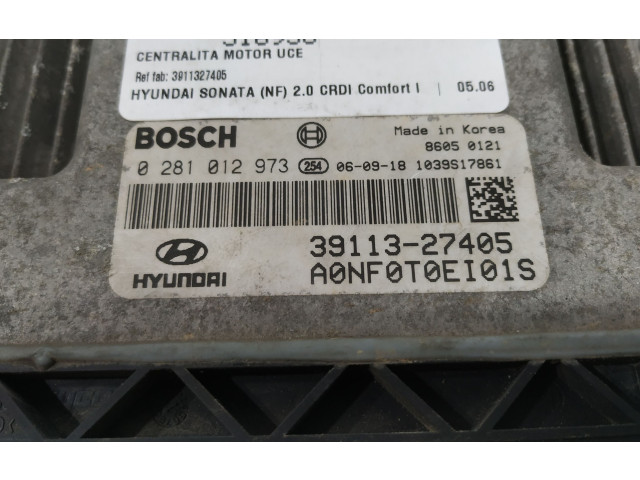 CENTRALITA MOTOR UCE
Ref fab: 3911327405
HYUNDAI SONATA (NF) 2.0 CRDI Comfort I 05.06
BOSCH Made in Korea
8605 0121
0 281 012 973 254 06-09-18 1039S17861
39113-27405
HYUNDAI A0NF0T0EI01S